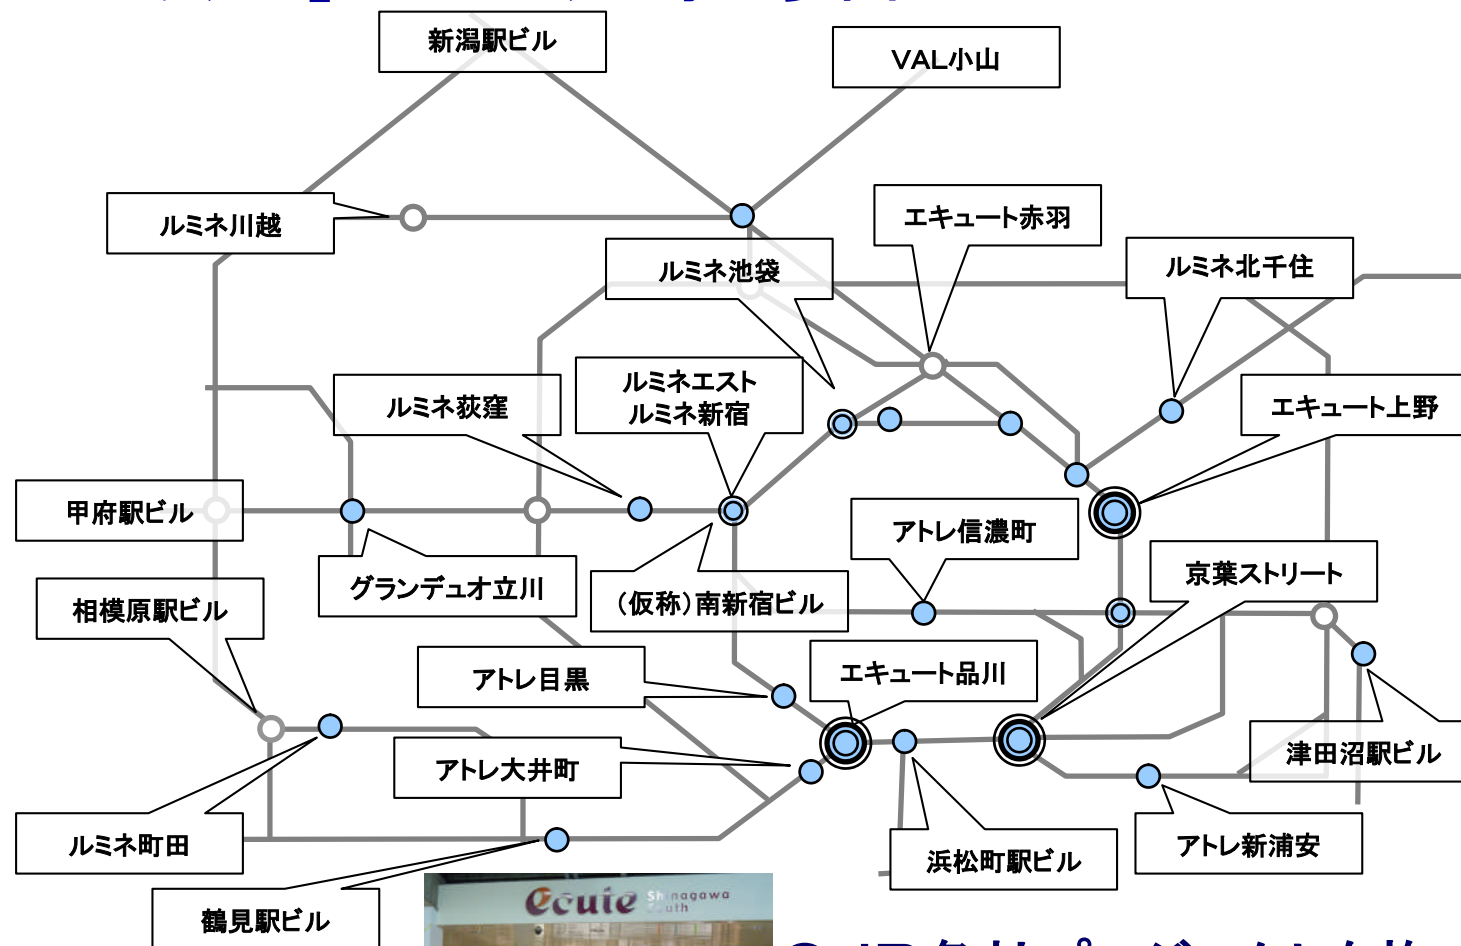 新潟駅ビル
VAL小山
ルミネ川越
エキュート赤羽
ルミネ池袋
ルミネ北千住
ルミネエスト
ルミネ新宿
ルミネ荻窪
エキュート上野
甲府駅ビル
アトレ信濃町
グランデュオ立川
（仮称）南新宿ビル
京葉ストリート
相模原駅ビル
アトレ目黒
エキュート品川
アトレ大井町
津田沼駅ビル
ルミネ町田
浜松町駅ビル
アトレ新浦安
鶴見駅ビル
ecute Shinagawa
South